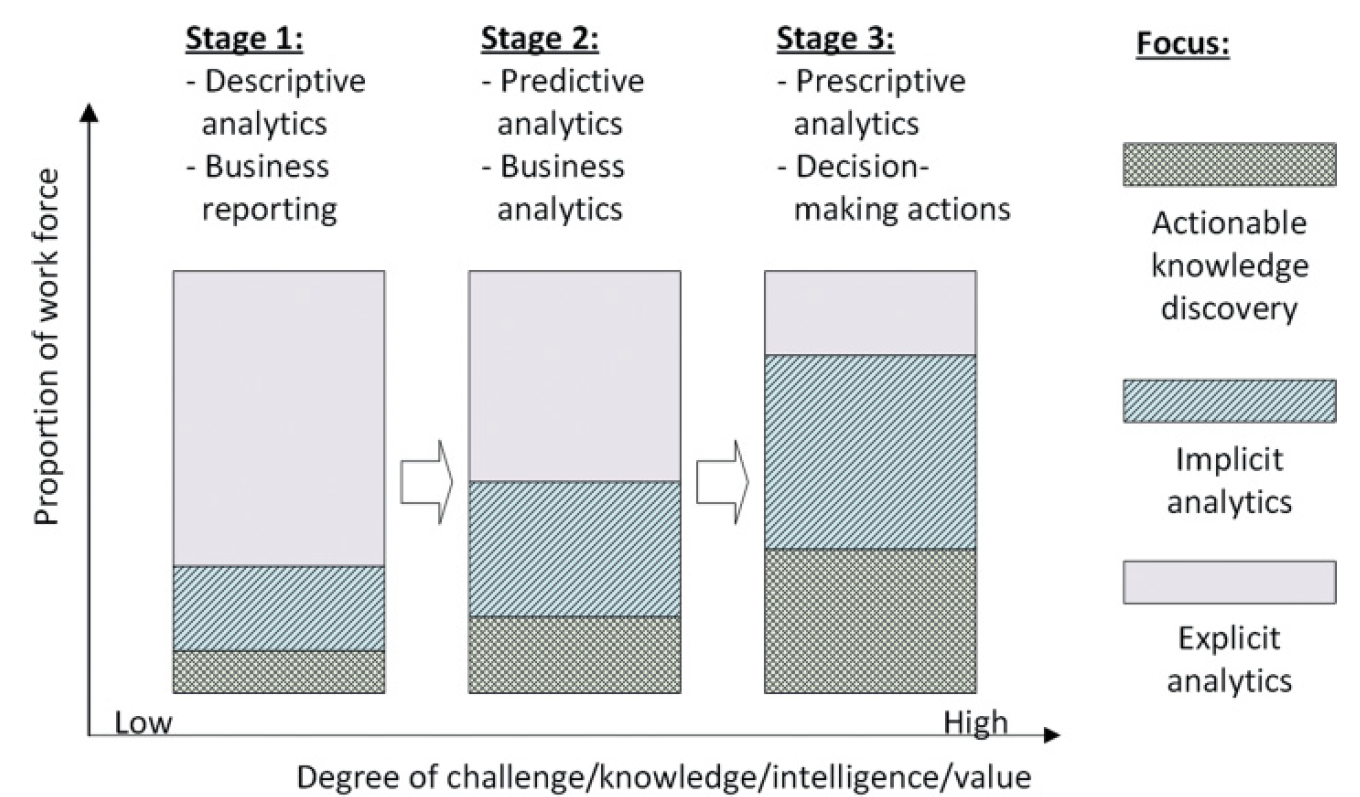 Stage 1:
- Descriptive
analytics
- Business
reporting
Stage 2:
- Predictive
analytics
- Business
analytics
Stage 3:
- Prescriptive
analytics
- Decision-
making actions
Focus:
Actionable
knowledge
discovery
Implicit
analytics
Explicit
analytics
Proportion of work force
Low
High
Degree of challenge/knowledge/intelligence/value